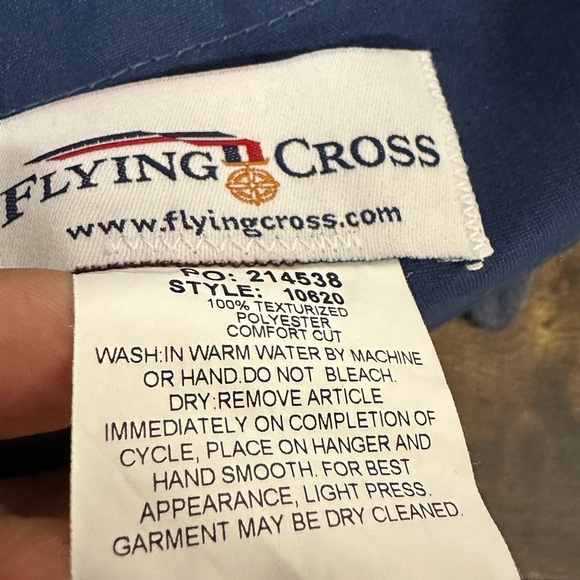 FLYING CROSS
www.flyingcross.com
PO: 214538
STYLE: 10620
100% TEXTURIZED
POLYESTER
COMFORT CUT
WASH:IN WARM WATER BY MACHINE
OR HAND.DO NOT BLEACH.
DRY:REMOVE ARTICLE
IMMEDIATELY ON COMPLETION OF
CYCLE, PLACE ON HANGER AND
HAND SMOOTH. FOR BEST
APPEARANCE, LIGHT PRESS.
GARMENT MAY BE DRY CLEANED.